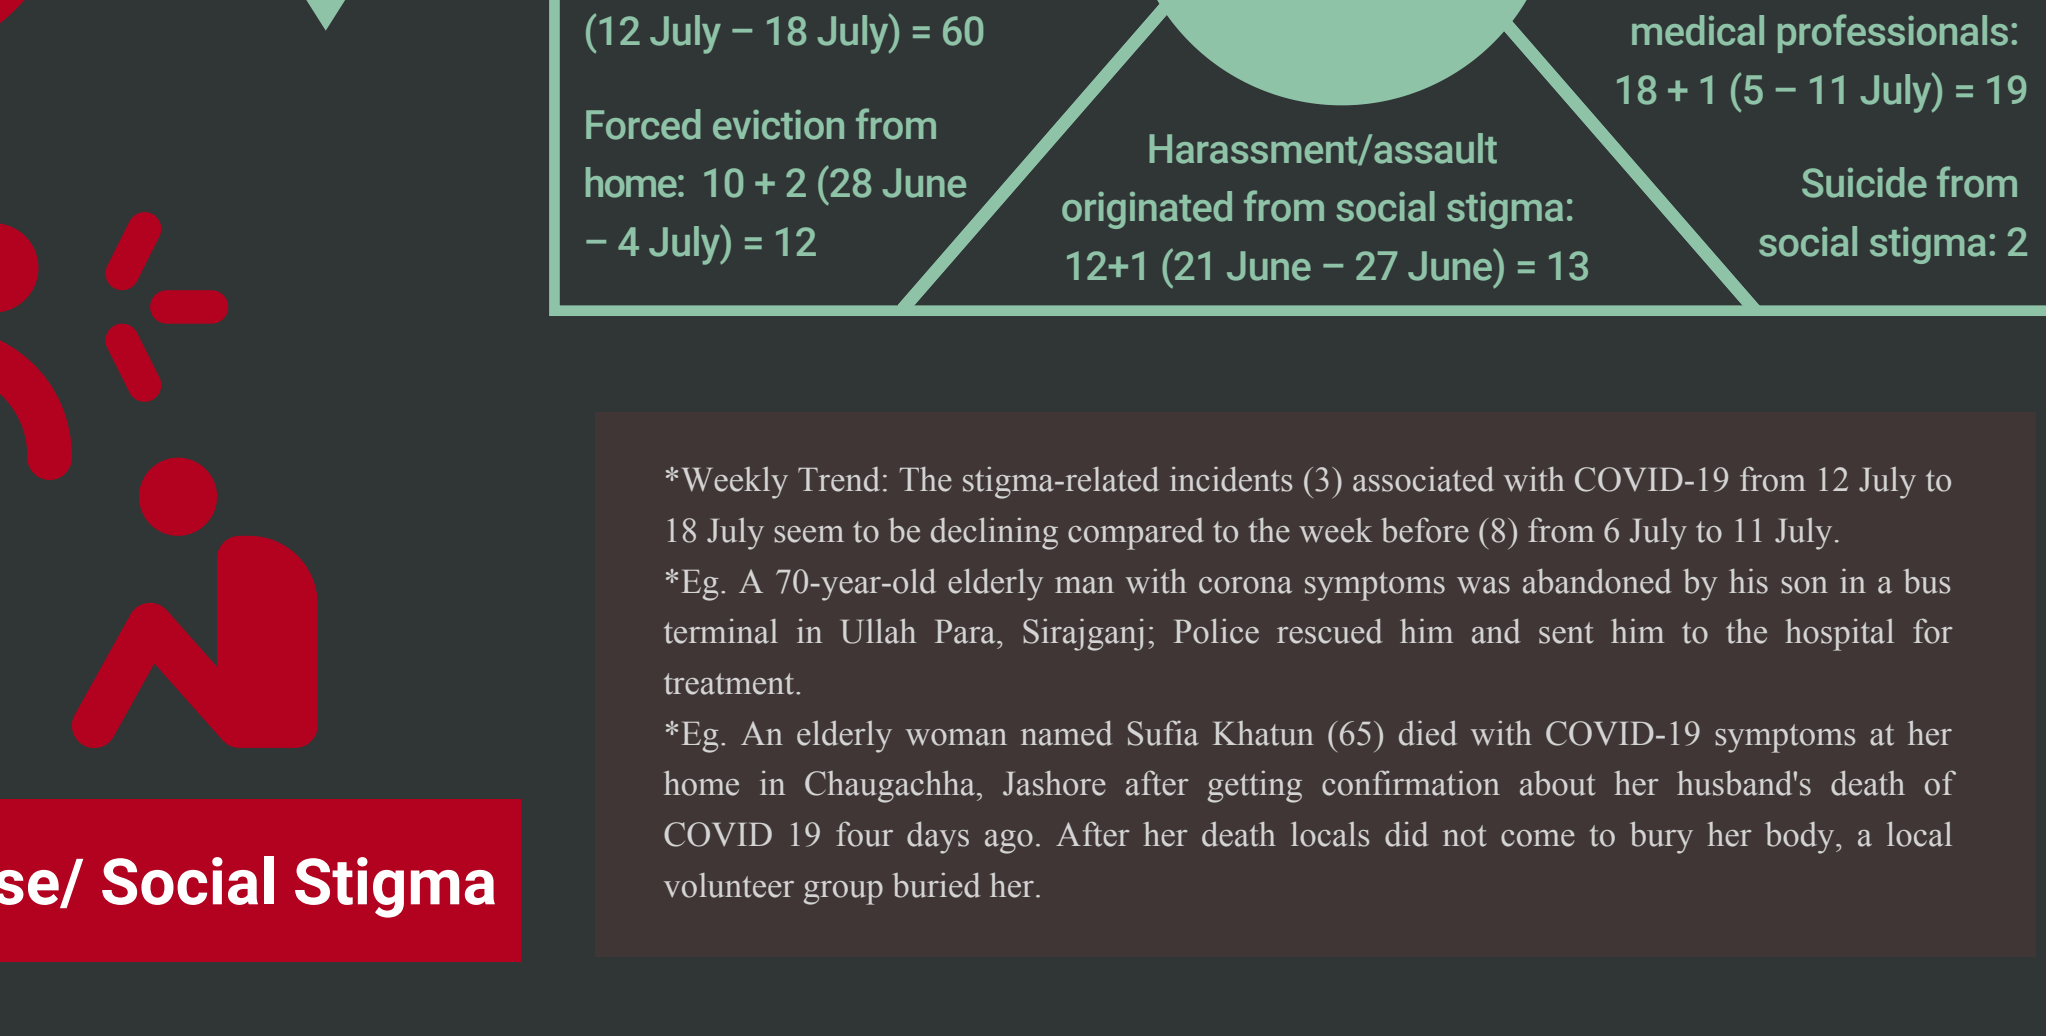 (12 July – 18 July) = 60
Forced eviction from
home: 10 + 2 (28 June
– 4 July) = 12
Harassment/assault
originated from social stigma:
12+1 (21 June – 27 June) = 13
medical professionals:
18 + 1 (5 – 11 July) = 19
Suicide from
social stigma: 2
*Weekly Trend: The stigma-related incidents (3) associated with COVID-19 from 12 July to
18 July seem to be declining compared to the week before (8) from 6 July to 11 July.
*Eg. A 70-year-old elderly man with corona symptoms was abandoned by his son in a bus
terminal in Ullah Para, Sirajganj; Police rescued him and sent him to the hospital for
treatment.
*Eg. An elderly woman named Sufia Khatun (65) died with COVID-19 symptoms at her
home in Chaugachha, Jashore after getting confirmation about her husband's death of
COVID 19 four days ago. After her death locals did not come to bury her body, a local
volunteer group buried her.
se/ Social Stigma